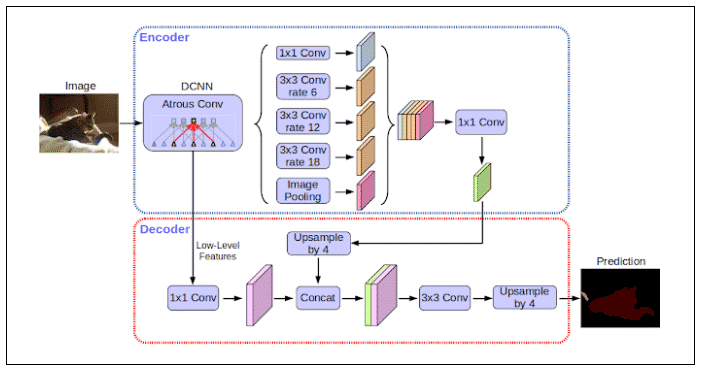 Encoder
Image
DCNN
Atrous Conv
1x1 Conv
3x3 Conv
rate 6
3x3 Conv
rate 12
3x3 Conv
rate 18
Image
Pooling
1x1 Conv
Decoder
Low-Level
Features
Upsample
by 4
1x1 Conv
Concat
3x3 Conv
Upsample
by 4
Prediction